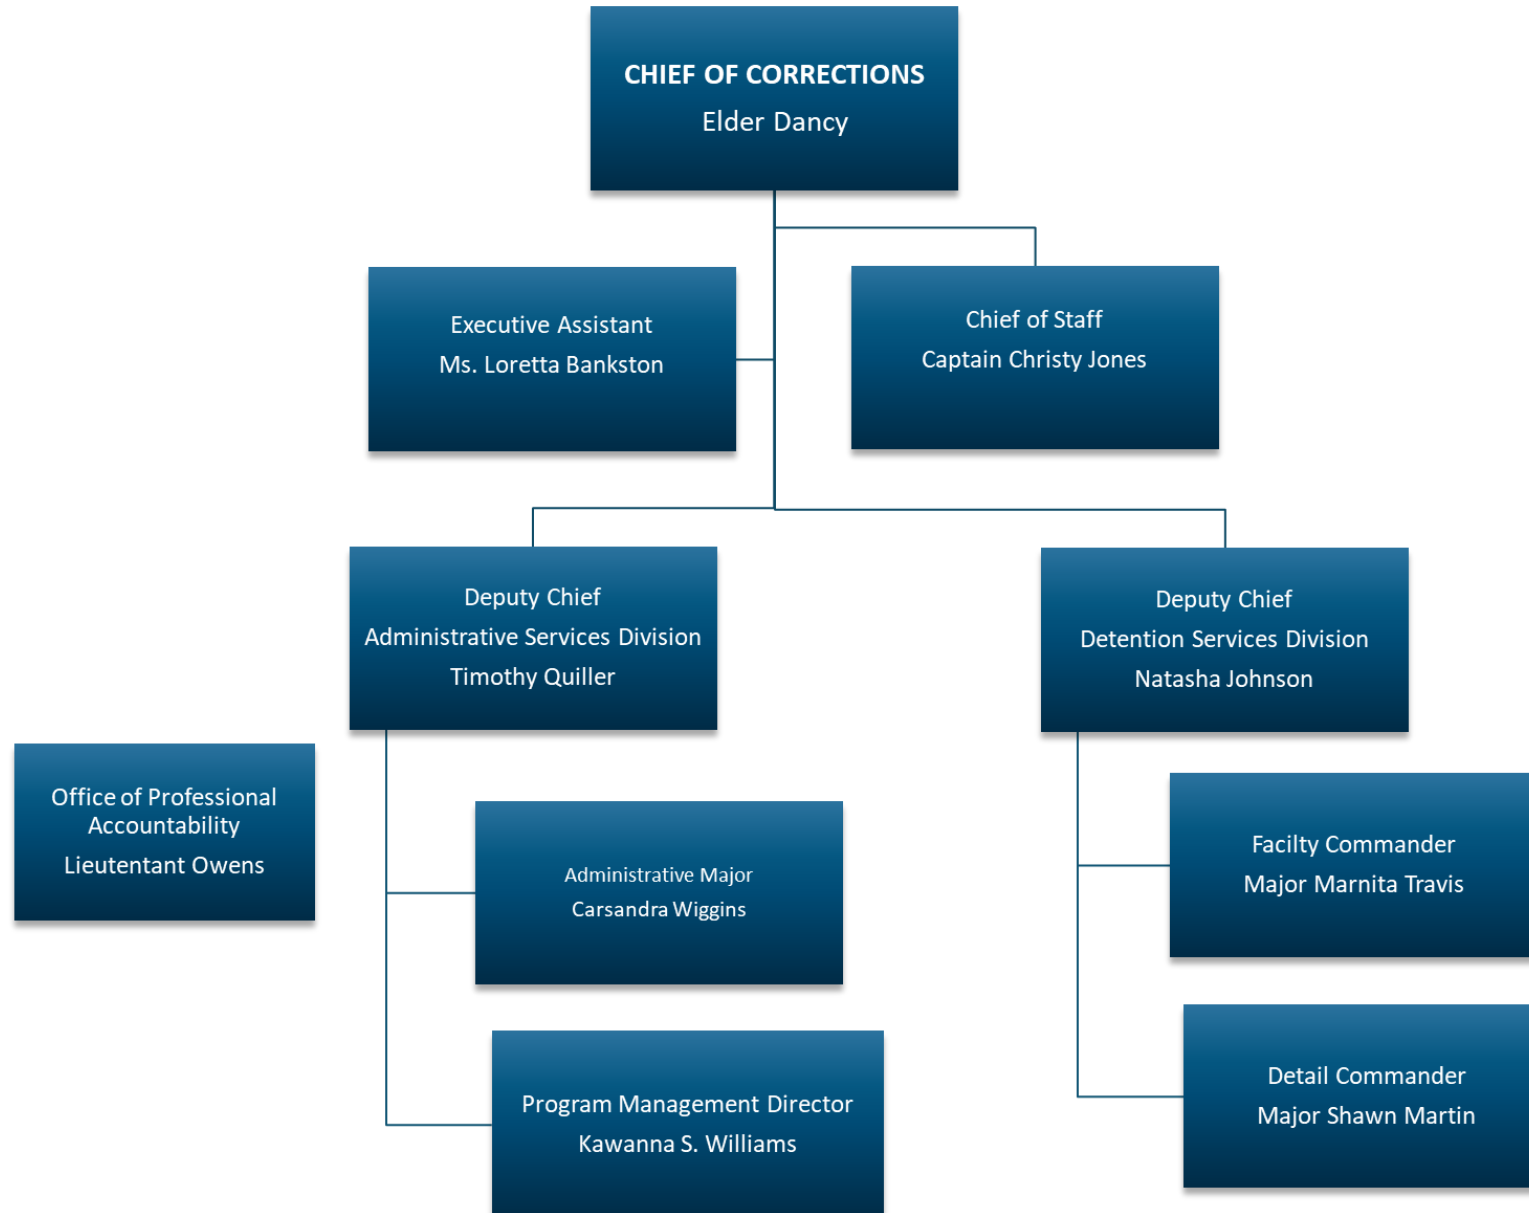 CHIEF OF CORRECTIONS
Elder Dancy
Executive Assistant
Ms. Loretta Bankston
Chief of Staff
Captain Christy Jones
Deputy Chief
Administrative Services Division
Timothy Quiller
Deputy Chief
Detention Services Division
Natasha Johnson
Office of Professional
Accountability
Lieutentant Owens
Administrative Major
Carsandra Wiggins
Facilty Commander
Major Marnita Travis
Program Management Director
Kawanna S. Williams
Detail Commander
Major Shawn Martin